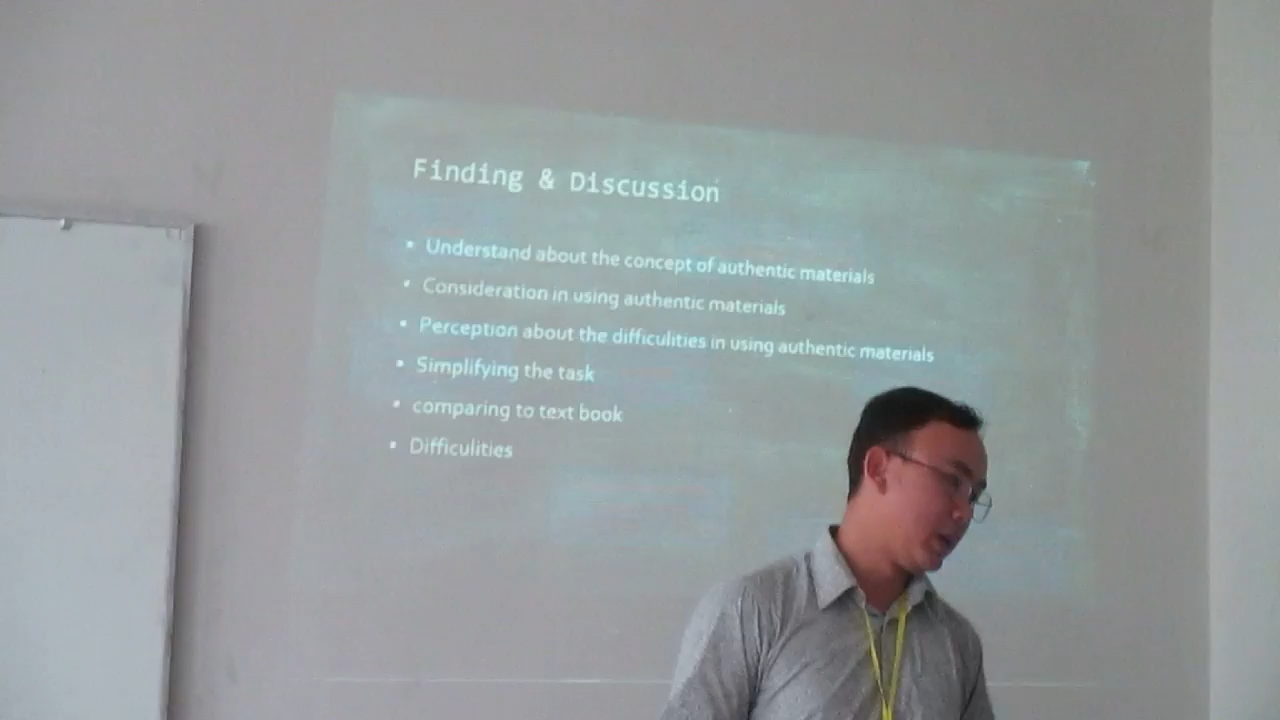 Finding & Discussion
• Understand about the concept of authentic materials
• Consideration in using authentic materials
• Perception about the difficulities in using authentic materials
• Simplifying the task
• comparing to text book
• Difficulities